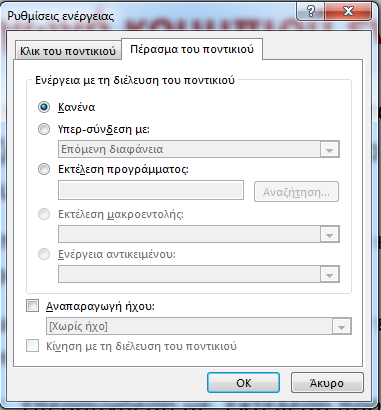 Ρυθμίσεις ενέργειας
Κλικ του ποντικιού
Πέρασμα του ποντικιού
Ενέργεια με τη διέλευση του ποντικιού
Κανένα
Υπερ-σύνδεση με:
Επόμενη διαφάνεια
Εκτέλεση προγράμματος:
Αναζήτηση...
Εκτέλεση μακροεντολής:
Ενέργεια αντικειμένου:
Αναπαραγωγή ήχου:
[Χωρίς ήχο]
Κίνηση με τη διέλευση του ποντικιού
OK
Άκυρο